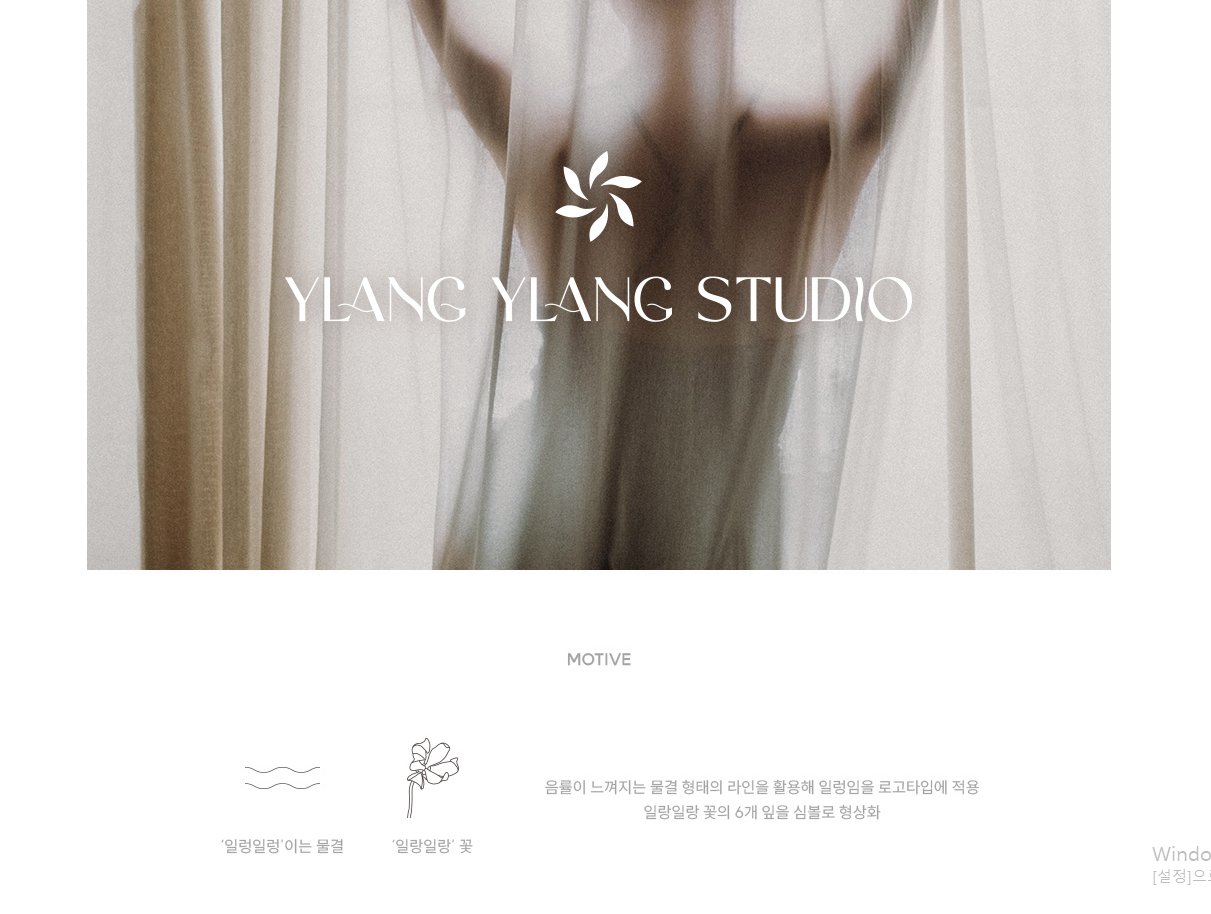 YLANG YLANG STUDIO
MOTIVE
음률이 느껴지는 물결 형태의 라인을 활용해 일렁임을 로고타입에 적용
일랑일랑 꽃의 6개 잎을 심볼로 형상화
'일렁일렁'이는 물결
'일랑일랑' 꽃
[설정]으로